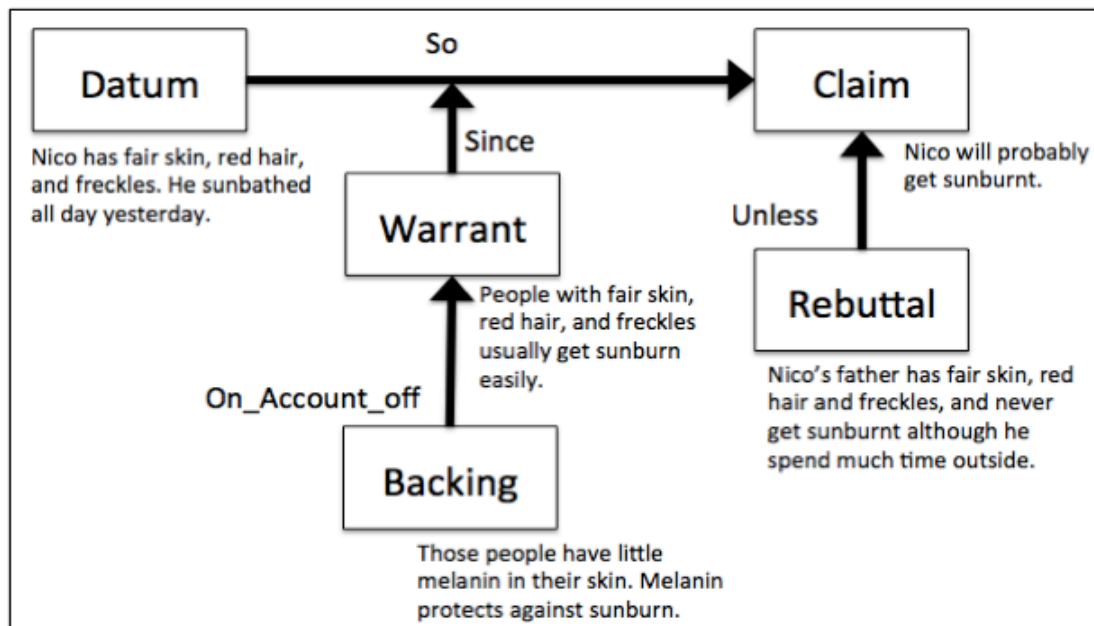 So
Datum
Claim
Nico has fair skin, red hair,
and freckles. He sunbathed
all day yesterday.
Since
Nico will probably
get sunburnt.
Warrant
Unless
People with fair skin,
red hair, and freckles
usually get sunburn
easily.
Rebuttal
Nico's father has fair skin, red
hair and freckles, and never
get sunburnt although he
spend much time outside.
On_Account_off
Backing
Those people have little
melanin in their skin. Melanin
protects against sunburn.